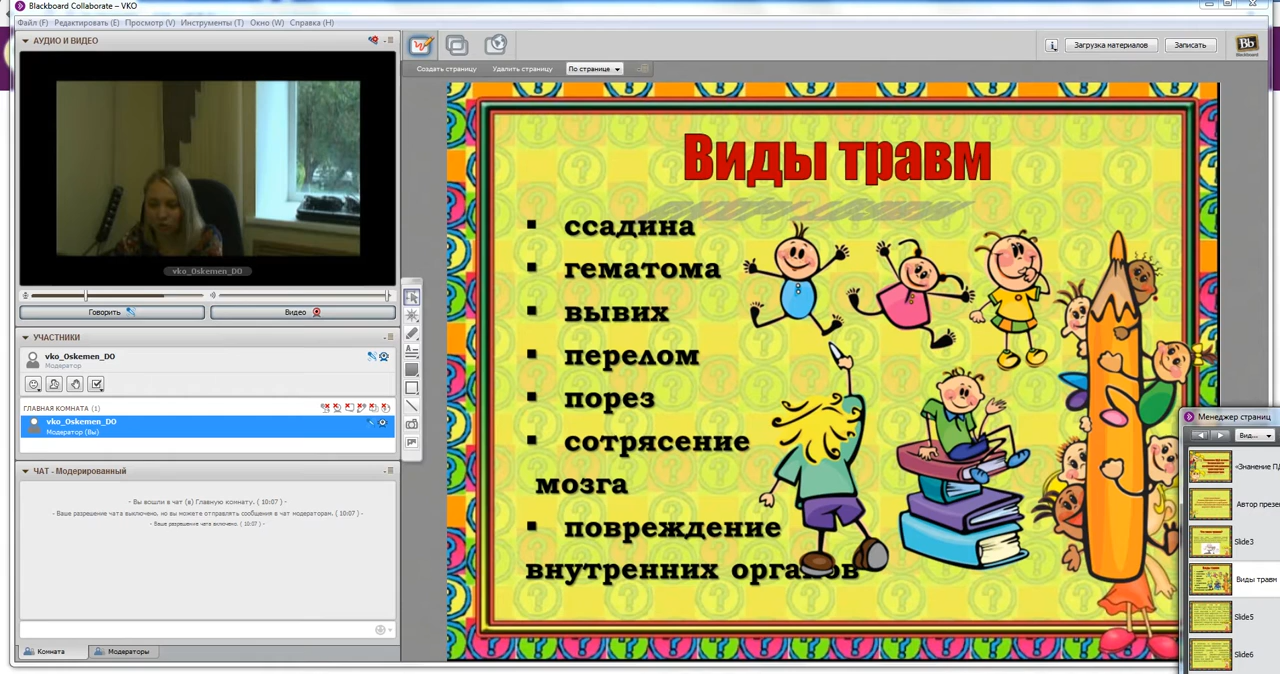 Blackboard Collaborate – VKO
Файл (F) Редактировать (E) Просмотр (V) Инструменты (T) Окно (W) Справка (H)
АУДИО И ВИДЕО
vko_Oskemen_DO
Говорить
Видео
УЧАСТНИКИ
vko_Oskemen_DO
Модератор
ГЛАВНАЯ КОМНАТА (1)
vko_Oskemen_DO
Модератор (Вы)
ЧАТ - Модерированный
- Вы вошли в чат (в) Главную комнату. ( 10:07 ) -
- Ваше разрешение чата выключено, но вы можете отправлять сообщения в чат модераторам. ( 10:07 ) -
- Ваше разрешение чата включено. ( 10:07 ) -
Комната
Модераторы
Загрузка материалов
Записать
Bb
Создать страницу Удалить страницу По странице
Виды травм
ссадина
гематома
вывих
перелом
порез
сотрясение
мозга
повреждение
внутренних органов
Менеджер страниц
Вид...
«Знание ПД
Автор презе
Slide3
Виды травм
Slide5
Slide6